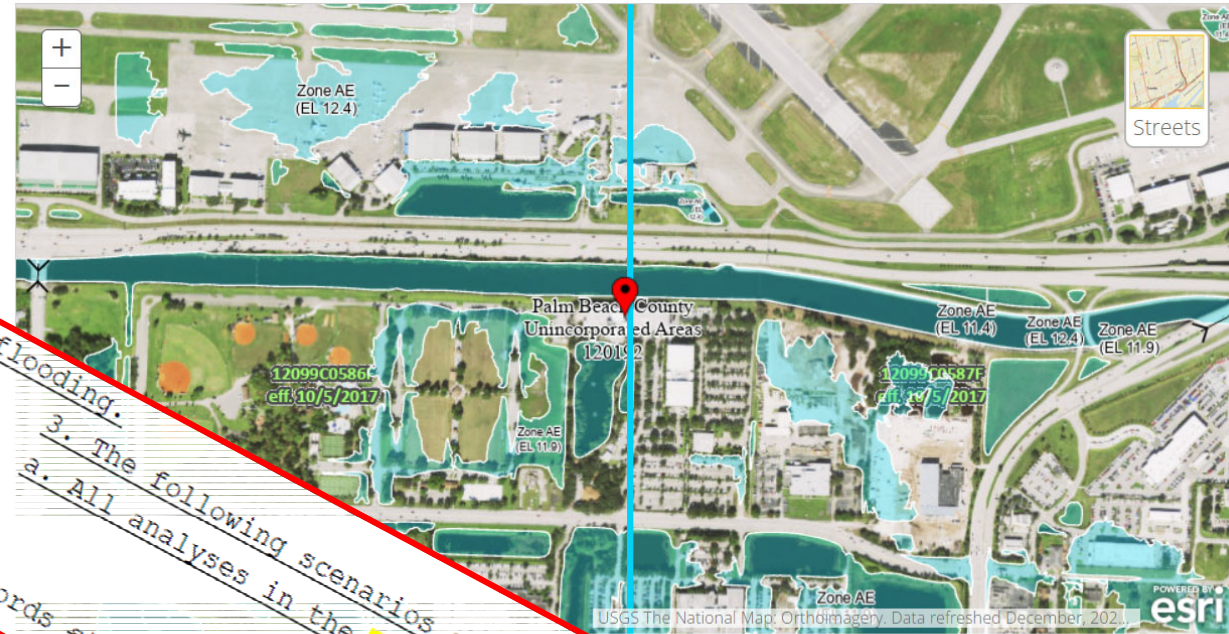 +
−
Zone AE
(EL 12.4)
Streets
Palm Beach County
Unincorporated Areas
120192
Zone AE
(EL 11.4)
Zone AE
(EL 12.4)
Zone AE
(EL 11.9)
12099C0586F
eff. 10/5/2017
12099C0587F
eff. 10/5/2017
Zone AE
(EL 11.9)
Zone AE
flooding.
3. The following scenarios
a. All analyses in the
POWERED BY
esri
USGS The National Map: Orthoimagery. Data refreshed December, 202...